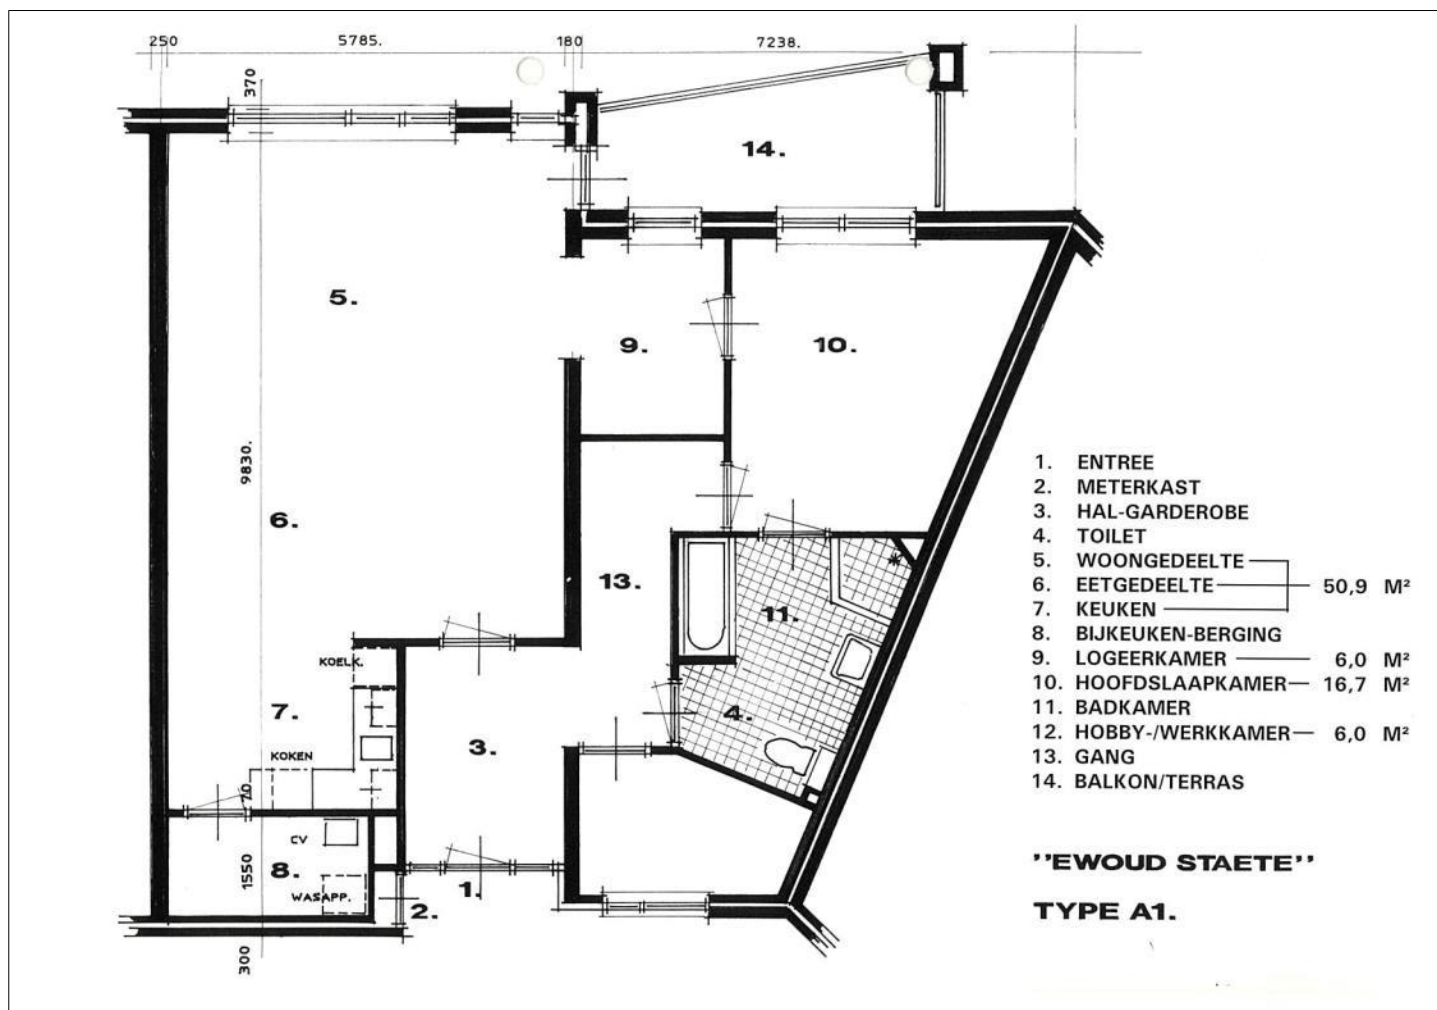 250 5785. 180 7238.
370
14.
5.
9. 10.
9830.
6.
13.
11.
KOELK.
7.
4.
3.
KOKEN
70
CV
8.
1550
WASAPP.
1.
2.
300
1. ENTREE
2. METERKAST
3. HAL-GARDEROBE
4. TOILET
5. WOONGEDEELTE
6. EETGEDEELTE 50,9 M²
7. KEUKEN
8. BIJKEUKEN-BERGING
9. LOGEERKAMER 6,0 M²
10. HOOFDSLAAPKAMER 16,7 M²
11. BADKAMER
12. HOBBY-/WERKKAMER 6,0 M²
13. GANG
14. BALKON/TERRAS
"EWOUD STAETE"
TYPE A1.